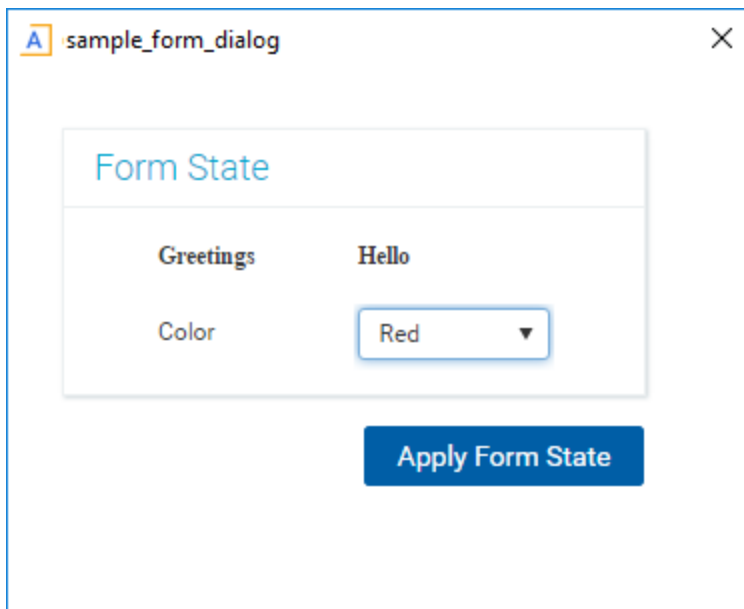 A sample_form_dialog
Form State
Greetings Hello
Color Red
Apply Form State